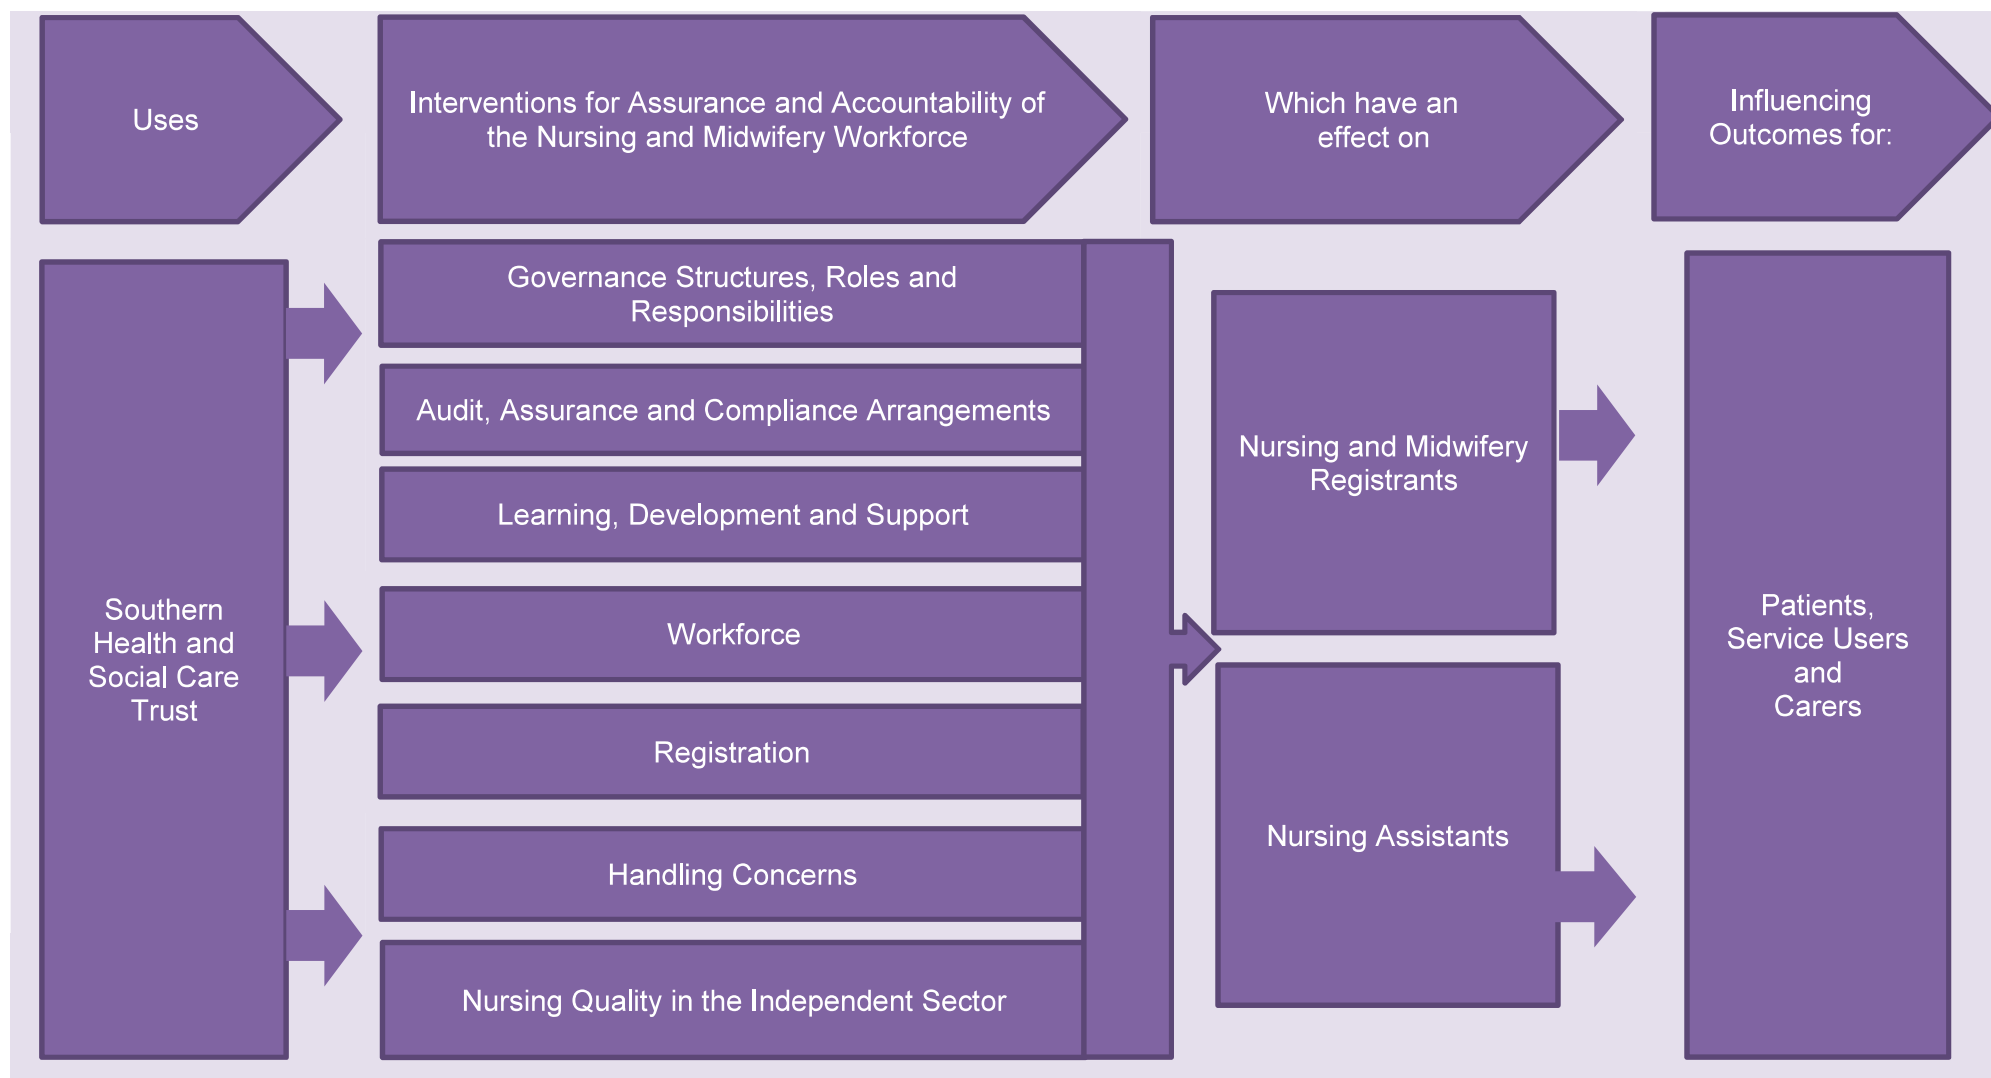 Uses
Interventions for Assurance and Accountability of
the Nursing and Midwifery Workforce
Which have an
effect on
Influencing
Outcomes for:
Southern
Health and
Social Care
Trust
Governance Structures, Roles and
Responsibilities
Audit, Assurance and Compliance Arrangements
Learning, Development and Support
Workforce
Registration
Handling Concerns
Nursing Quality in the Independent Sector
Nursing and Midwifery
Registrants
Nursing Assistants
Patients,
Service Users
and
Carers